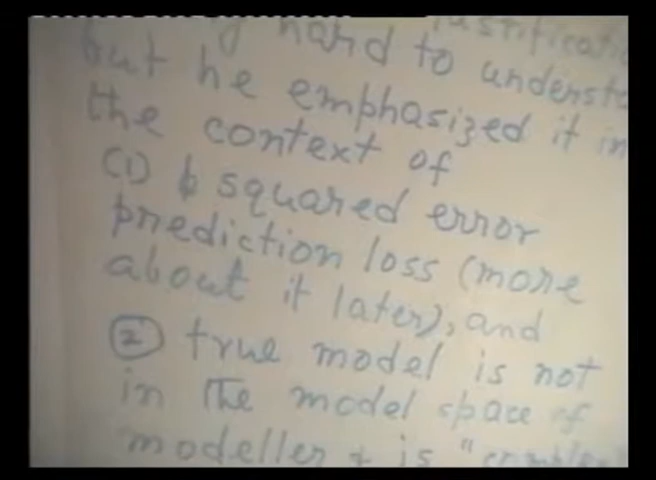 hard to underst
but he emphasized it in
the context of
(1) squared error
prediction loss (more
about it later), and
(2) true model is not
in the model space of
modeller + is "